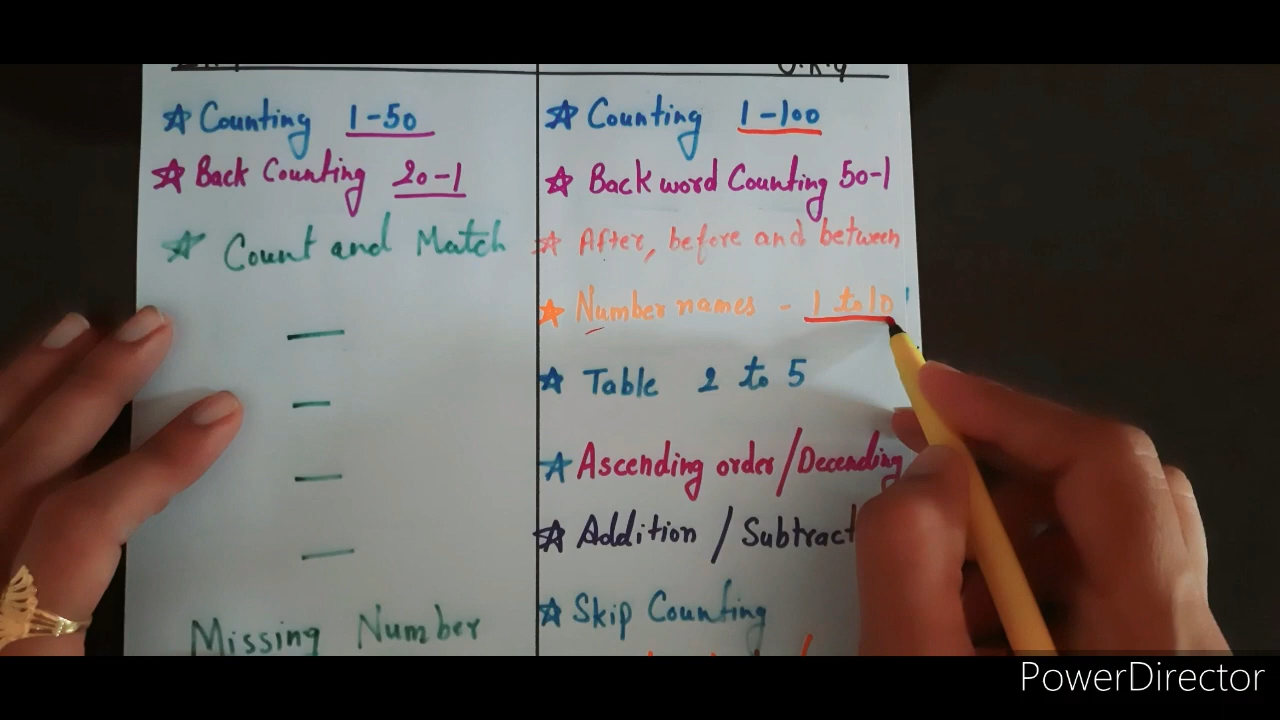 U.K.G
Counting 1-50
Back Counting 20-1
Count and Match
Missing Number
Counting 1-100
Back word Counting 50-1
After, before and between
Number names - 1 to 10
Table 2 to 5
Ascending order/Decending
Addition / Subtract
Skip Counting
PowerDirector